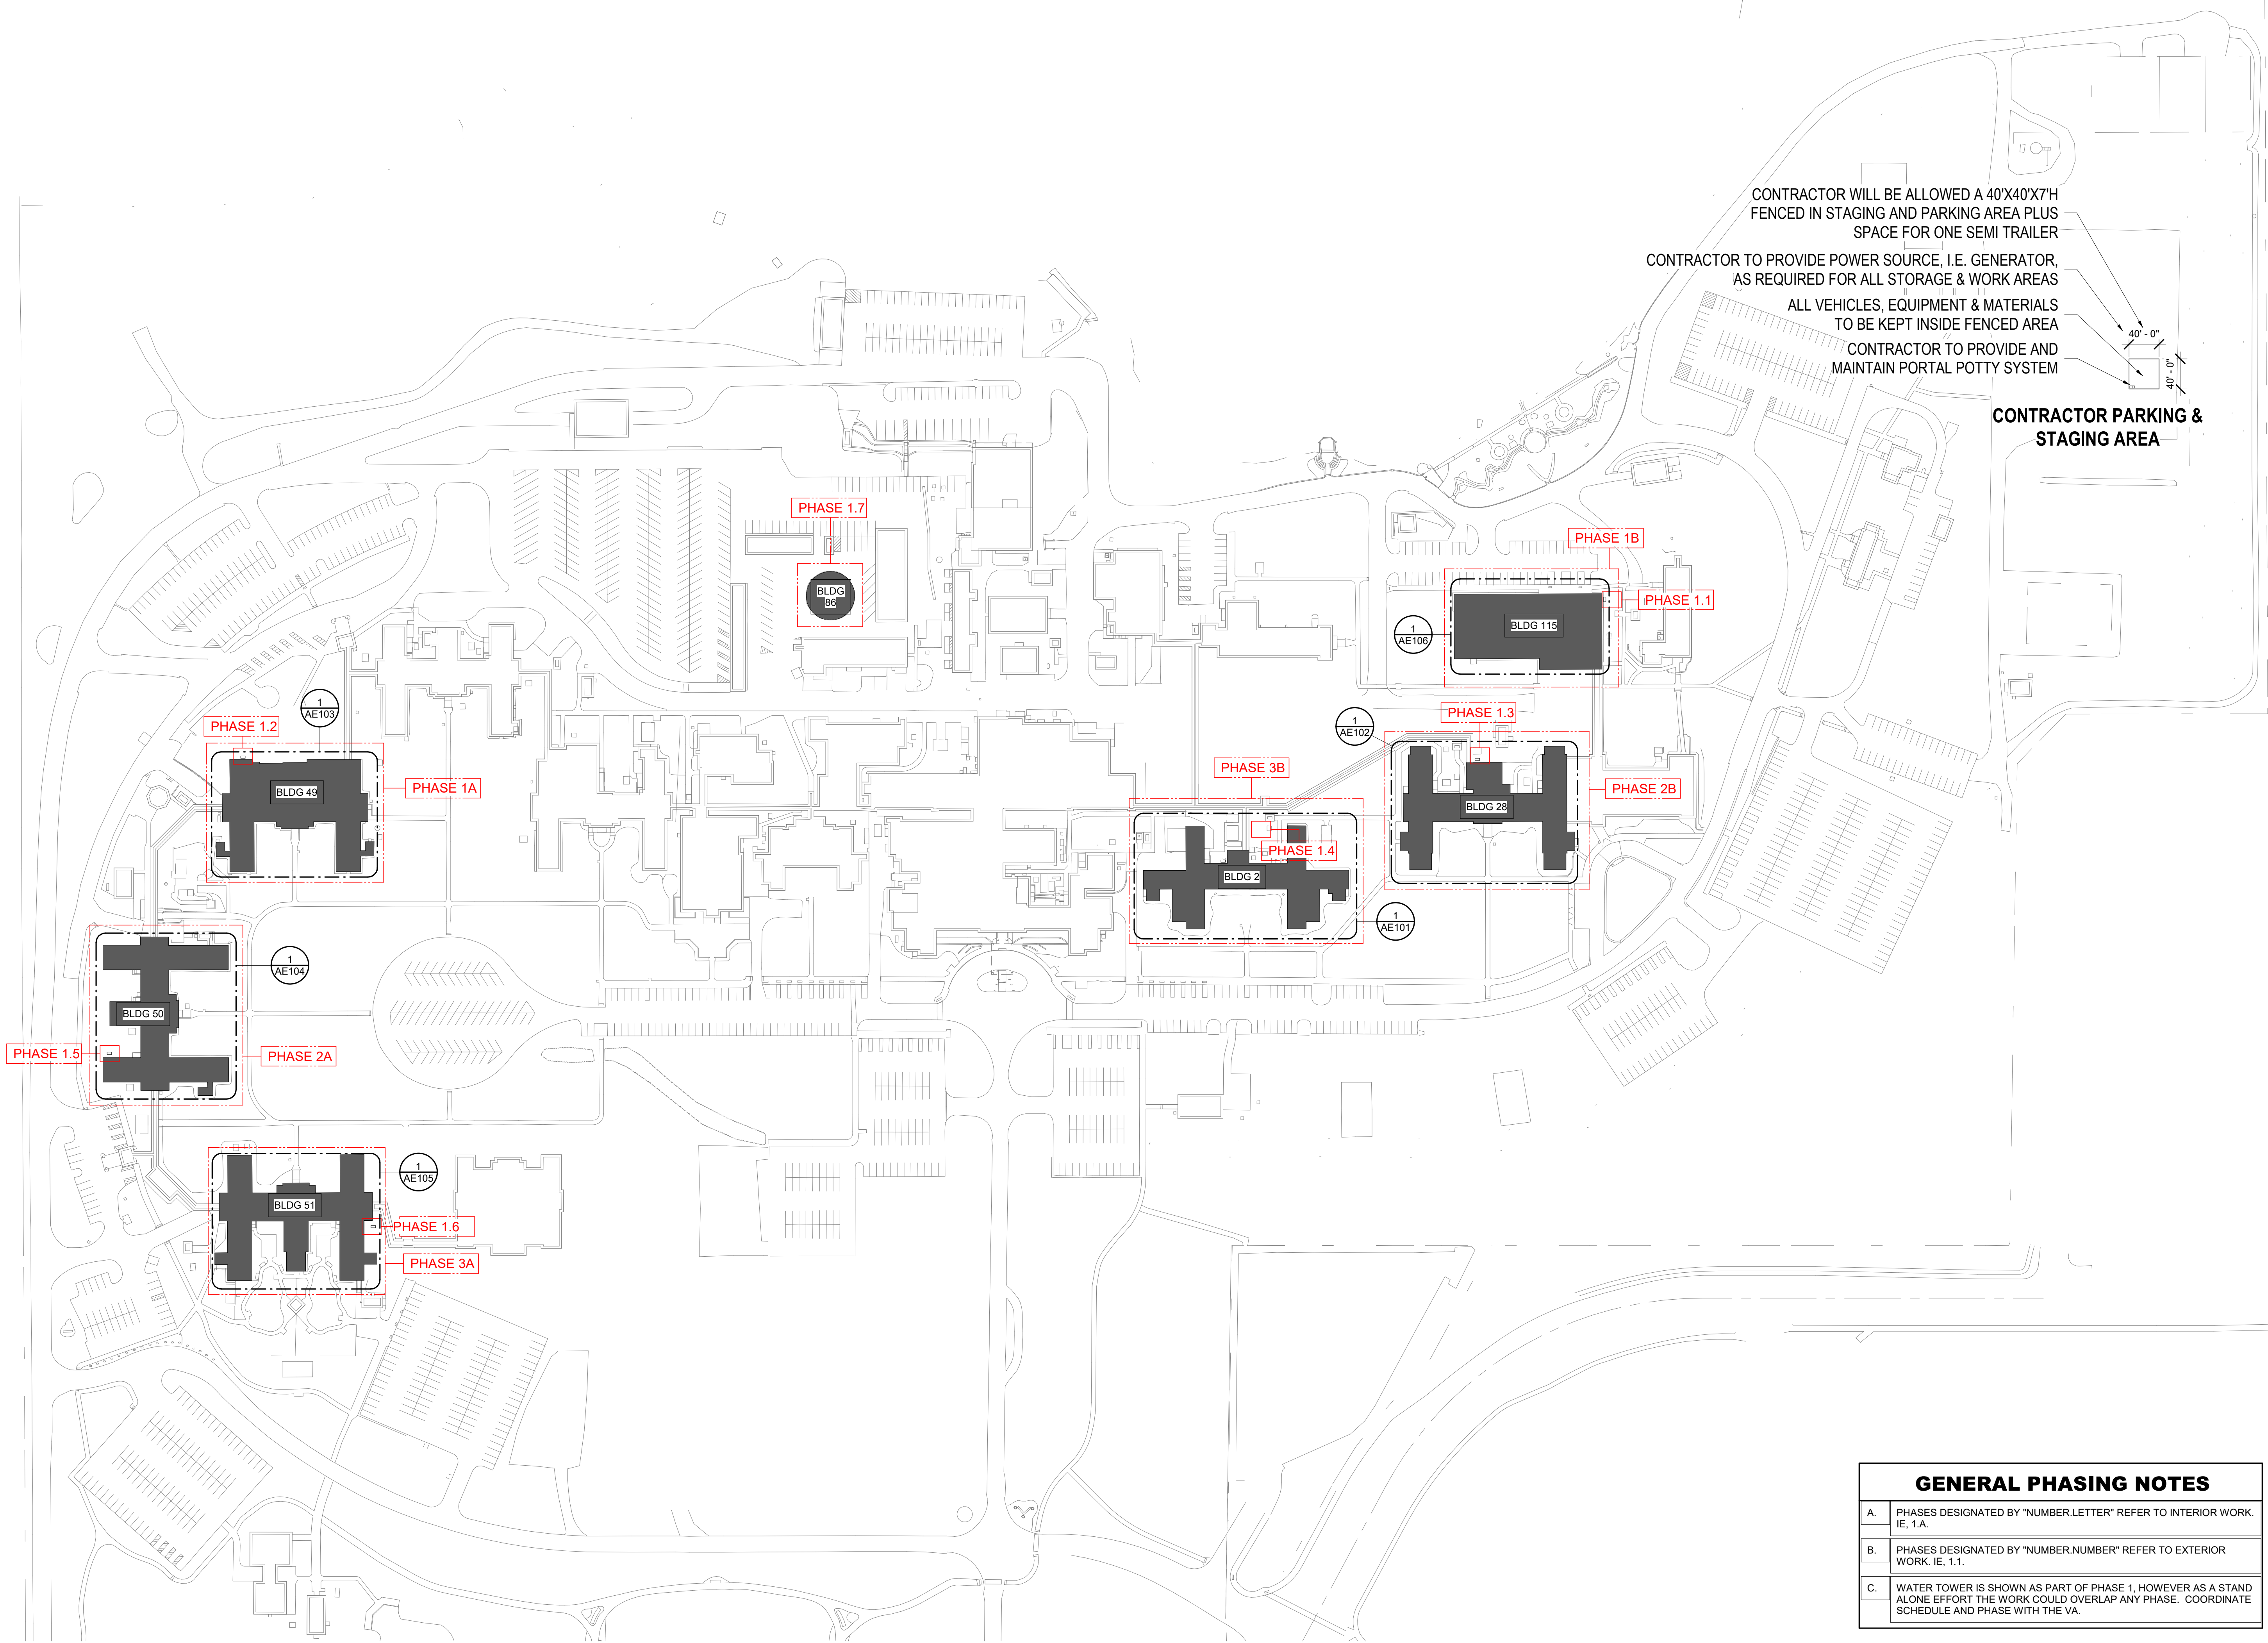 CONTRACTOR WILL BE ALLOWED A 40'X40'X7'H
FENCED IN STAGING AND PARKING AREA PLUS
SPACE FOR ONE SEMI TRAILER
CONTRACTOR TO PROVIDE POWER SOURCE, I.E. GENERATOR,
AS REQUIRED FOR ALL STORAGE & WORK AREAS
ALL VEHICLES, EQUIPMENT & MATERIALS
TO BE KEPT INSIDE FENCED AREA
CONTRACTOR TO PROVIDE AND
MAINTAIN PORTAL POTTY SYSTEM
40' - 0"
40' - 0"
CONTRACTOR PARKING &
STAGING AREA
PHASE 1.7
BLDG
86
PHASE 1B
PHASE 1.1
BLDG 115
1
AE106
1
AE103
PHASE 1.2
BLDG 49
PHASE 1A
1
AE102
PHASE 1.3
PHASE 2B
BLDG 28
PHASE 3B
PHASE 1.4
BLDG 2
1
AE101
1
AE104
BLDG 50
PHASE 1.5
PHASE 2A
1
AE105
BLDG 51
PHASE 1.6
PHASE 3A
GENERAL PHASING NOTES
A. PHASES DESIGNATED BY "NUMBER.LETTER" REFER TO INTERIOR WORK.
IE, 1.A.
B. PHASES DESIGNATED BY "NUMBER.NUMBER" REFER TO EXTERIOR
WORK. IE, 1.1.
C. WATER TOWER IS SHOWN AS PART OF PHASE 1, HOWEVER AS A STAND
ALONE EFFORT THE WORK COULD OVERLAP ANY PHASE. COORDINATE
SCHEDULE AND PHASE WITH THE VA.